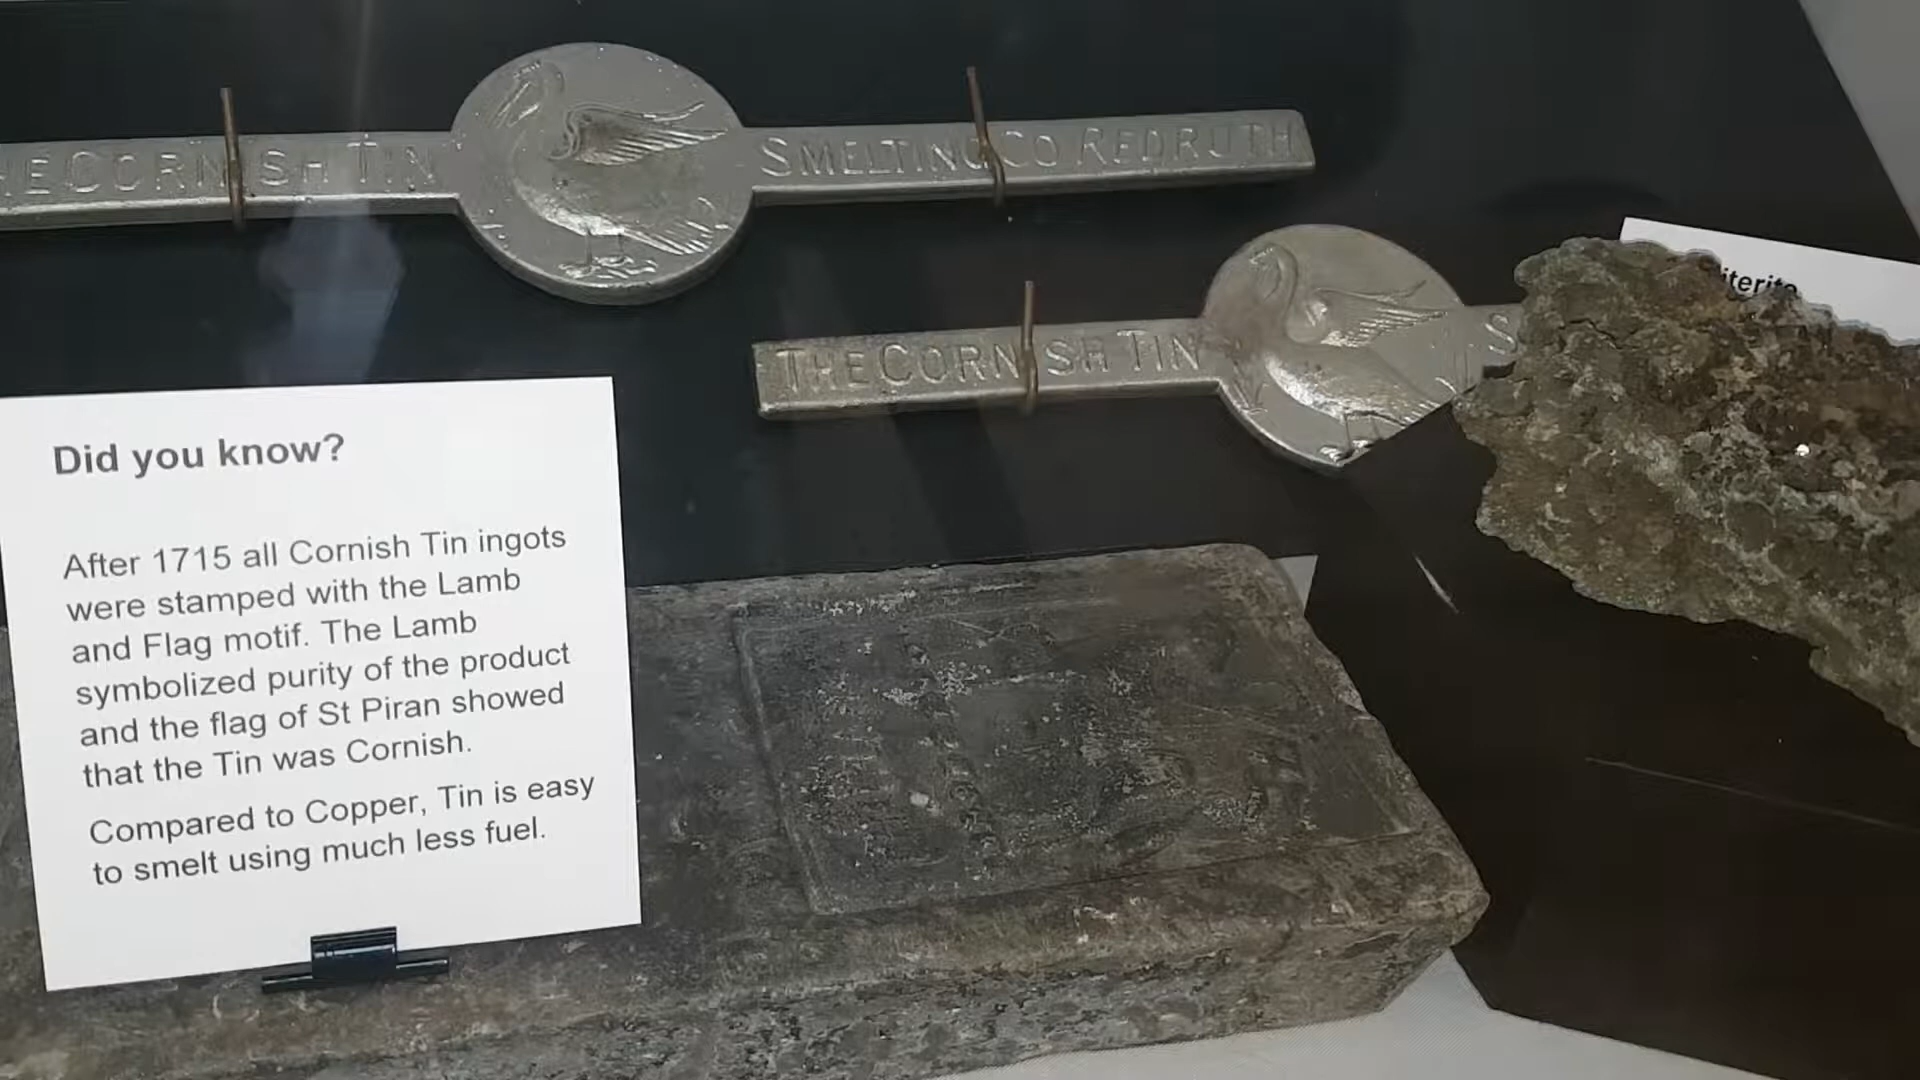 HE CORNISH TIN SMELTING CO REDRUTH
THE CORNISH TIN S
iterite
Did you know?
After 1715 all Cornish Tin ingots
were stamped with the Lamb
and Flag motif. The Lamb
symbolized purity of the product
and the flag of St Piran showed
that the Tin was Cornish.
Compared to Copper, Tin is easy
to smelt using much less fuel.